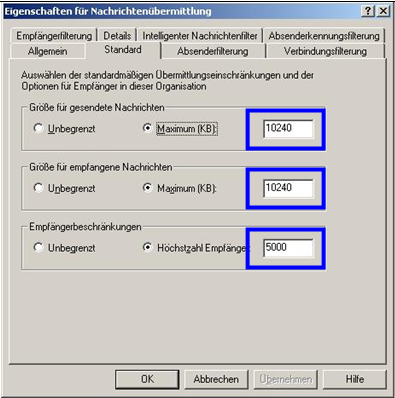 Eigenschaften für Nachrichtenübermittlung
Empfängerfilterung Details Intelligenter Nachrichtenfilter Absenderkennungsfilterung
Allgemein Standard Absenderfilterung Verbindungsfilterung
Auswählen der standardmäßigen Übermittlungseinschränkungen und der
Optionen für Empfänger in dieser Organisation
Größe für gesendete Nachrichten
Unbegrenzt Maximum (KB): 10240
Größe für empfangene Nachrichten
Unbegrenzt Maximum (KB): 10240
Empfängerbeschränkungen
Unbegrenzt Höchstzahl Empfänge 5000
OK Abbrechen Übernehmen Hilfe